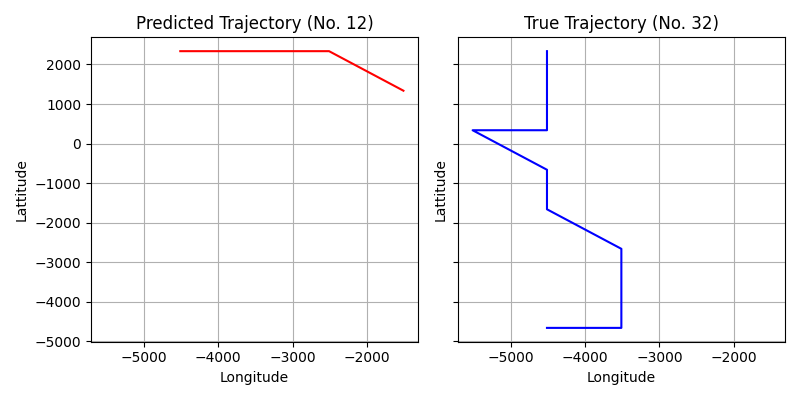 Predicted Trajectory (No. 12)
True Trajectory (No. 32)
2000
1000
0
−1000
−2000
−3000
−4000
−5000
Lattitude
Lattitude
−5000 −4000 −3000 −2000
−5000 −4000 −3000 −2000
Longitude
Longitude